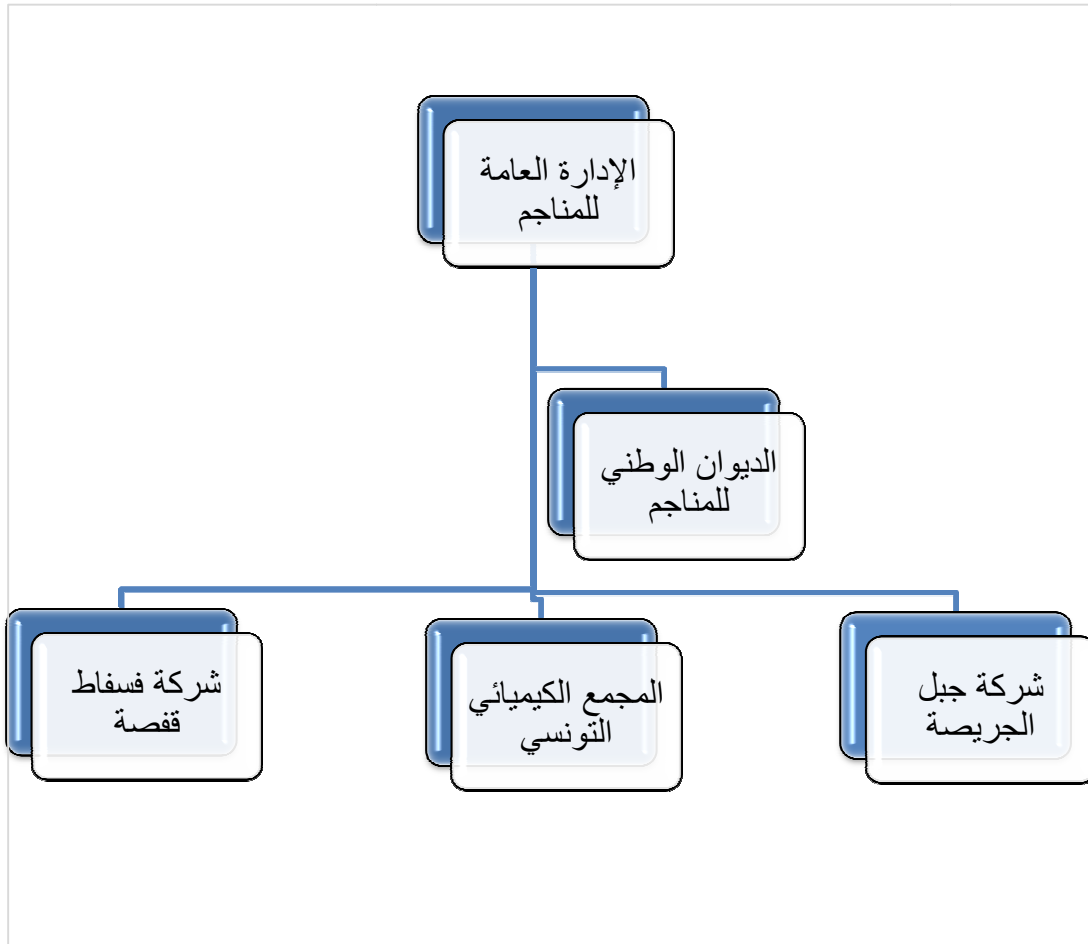 الإدارة العامة
للمناجم
الديوان الوطني
للمناجم
شركة جبل
الجريصة
المجمع الكيميائي
التونسي
شركة فسفاط
قفصة